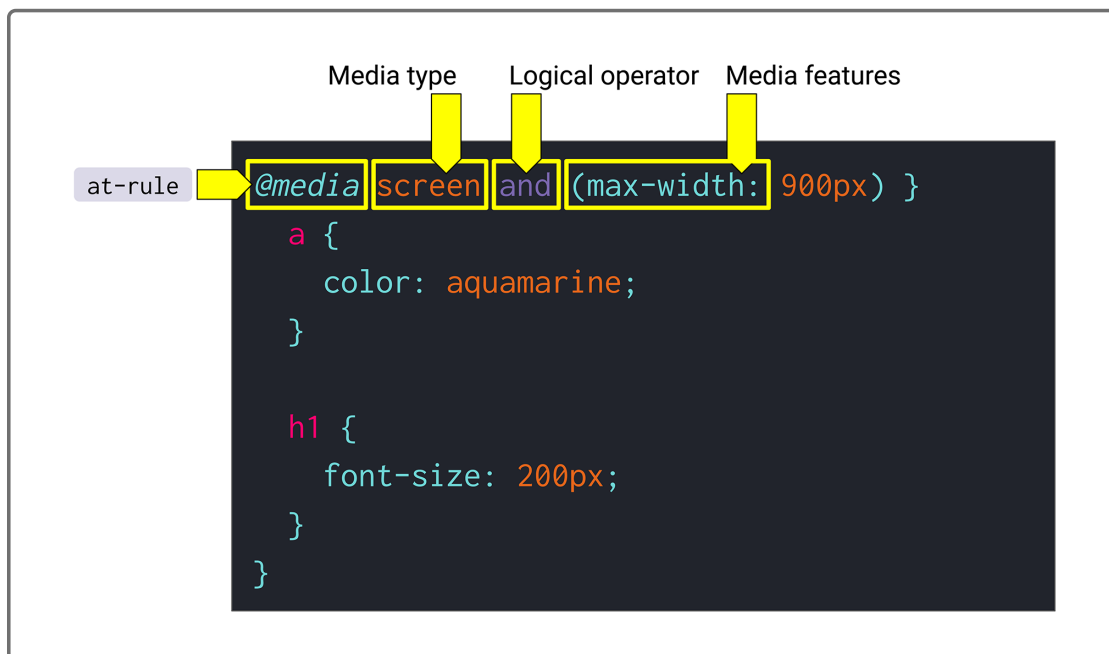 Media type Logical operator Media features
at-rule @media screen and (max-width: 900px) }
a {
color: aquamarine;
}
h1 {
font-size: 200px;
}
}